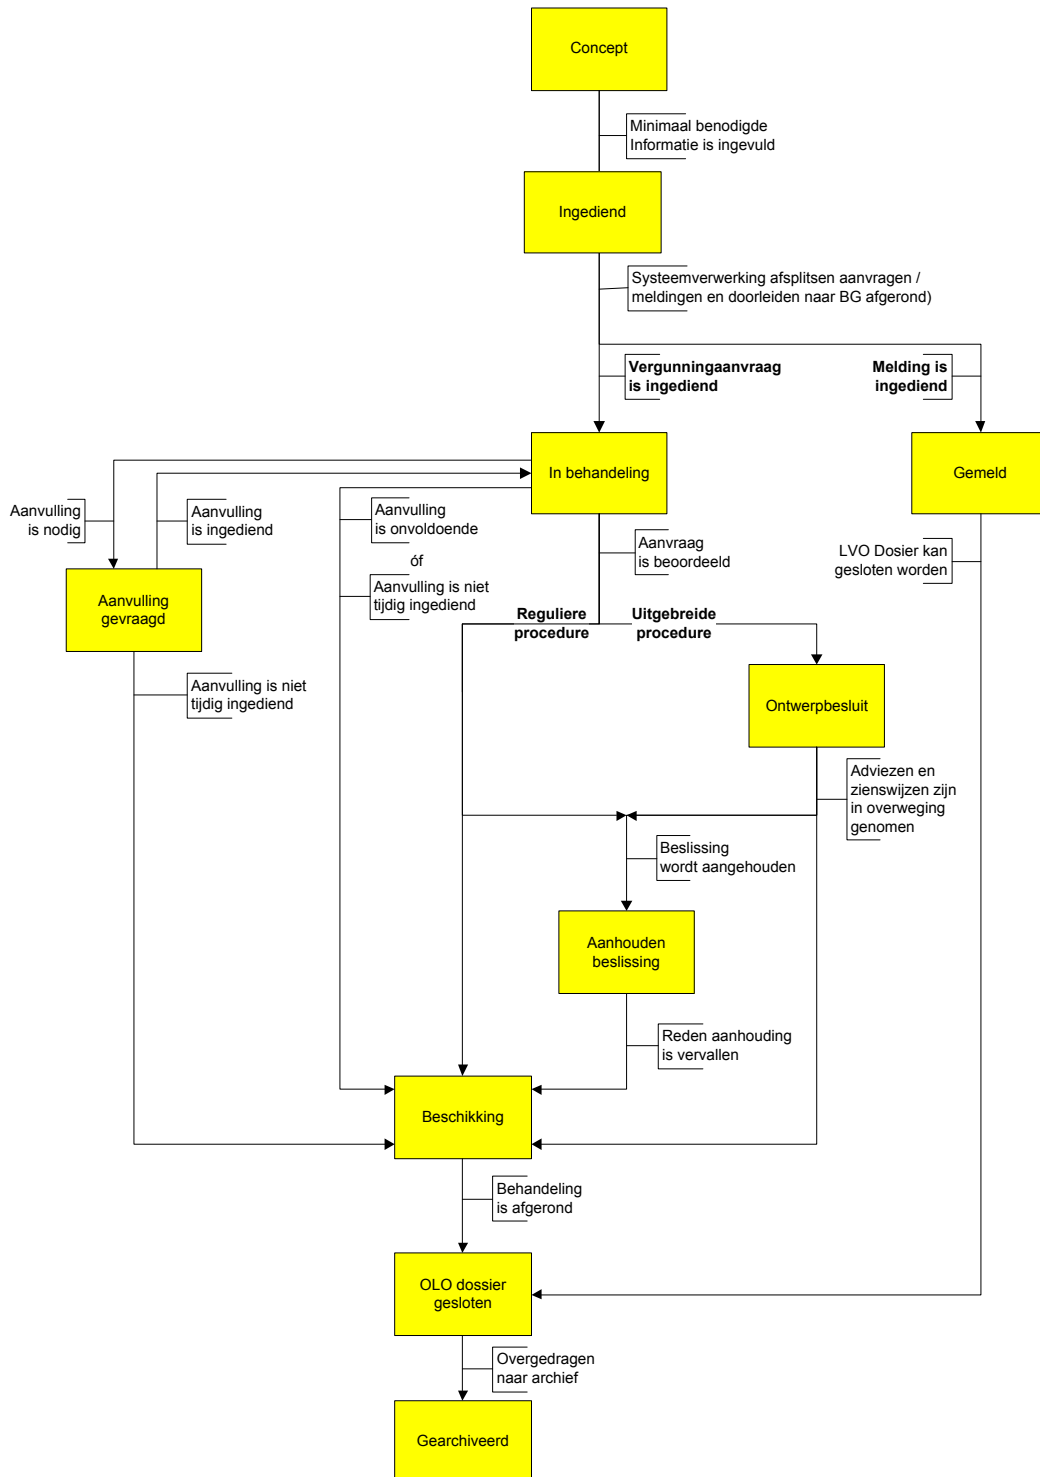 Concept
Minimaal benodigde
Informatie is ingevuld
Ingediend
Systeemverwerking afsplitsen aanvragen /
meldingen en doorleiden naar BG afgerond)
Vergunningaanvraag
is ingediend
Melding is
ingediend
In behandeling
Gemeld
Aanvulling
is nodig
Aanvulling
is ingediend
Aanvulling
is onvoldoende
óf
Aanvulling is niet
tijdig ingediend
Aanvraag
is beoordeeld
LVO Dosier kan
gesloten worden
Aanvulling
gevraagd
Reguliere
procedure
Uitgebreide
procedure
Aanvulling is niet
tijdig ingediend
Ontwerpbesluit
Adviezen en
zienswijzen zijn
in overweging
genomen
Beslissing
wordt aangehouden
Aanhouden
beslissing
Reden aanhouding
is vervallen
Beschikking
Behandeling
is afgerond
OLO dossier
gesloten
Overgedragen
naar archief
Gearchiveerd